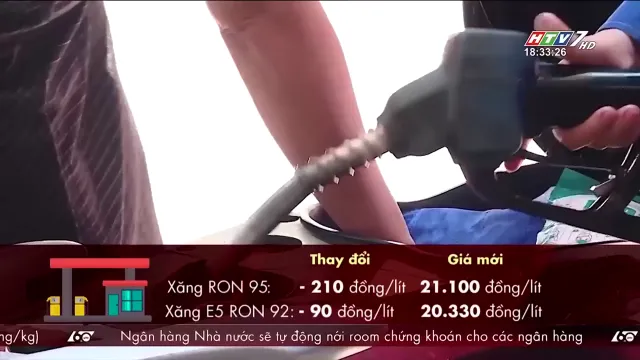 HTV7 HD
18:33:26
Thay đổi Giá mới
Xăng RON 95: - 210 đồng/lít 21.100 đồng/lít
Xăng E5 RON 92: - 90 đồng/lít 20.330 đồng/lít
ng/kg) 60 Ngân hàng Nhà nước sẽ tự động nới room chứng khoán cho các ngân hàng